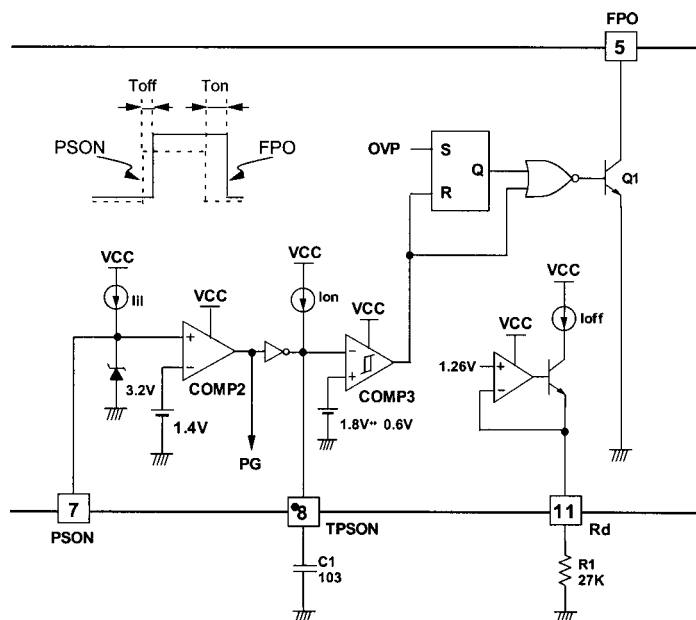 FPO
5
Toff
Ton
PSON
FPO
OVP
S
Q
R
Q1
VCC
Iil
VCC
+
−
3.2V
COMP2
1.4V
PG
VCC
Ion
VCC
−
+
COMP3
1.8V↔ 0.6V
VCC
Ioff
VCC
1.26V
+
−
7
PSON
8
TPSON
11
Rd
C1
103
R1
27K